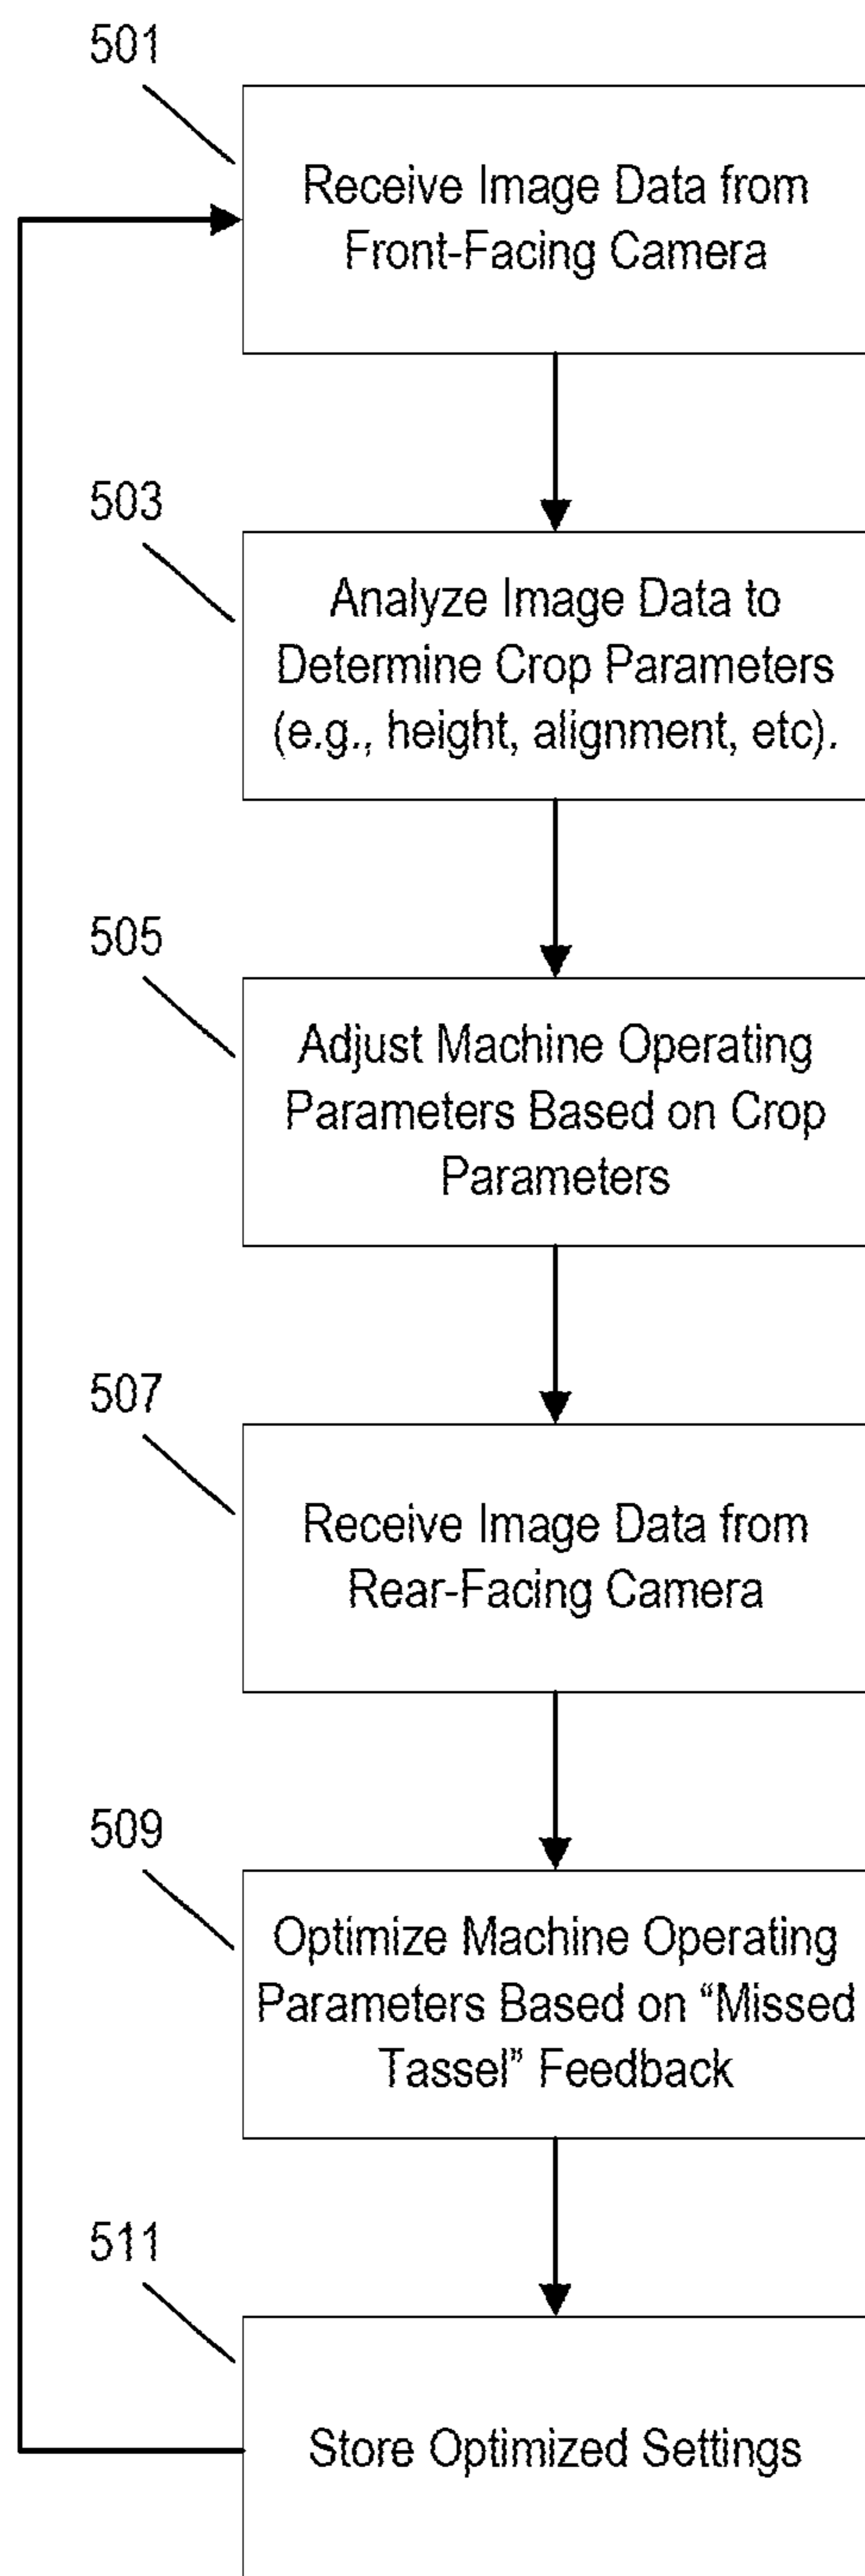 501
Receive Image Data from
Front-Facing Camera
503
Analyze Image Data to
Determine Crop Parameters
(e.g., height, alignment, etc).
505
Adjust Machine Operating
Parameters Based on Crop
Parameters
507
Receive Image Data from
Rear-Facing Camera
509
Optimize Machine Operating
Parameters Based on “Missed
Tassel” Feedback
511
Store Optimized Settings